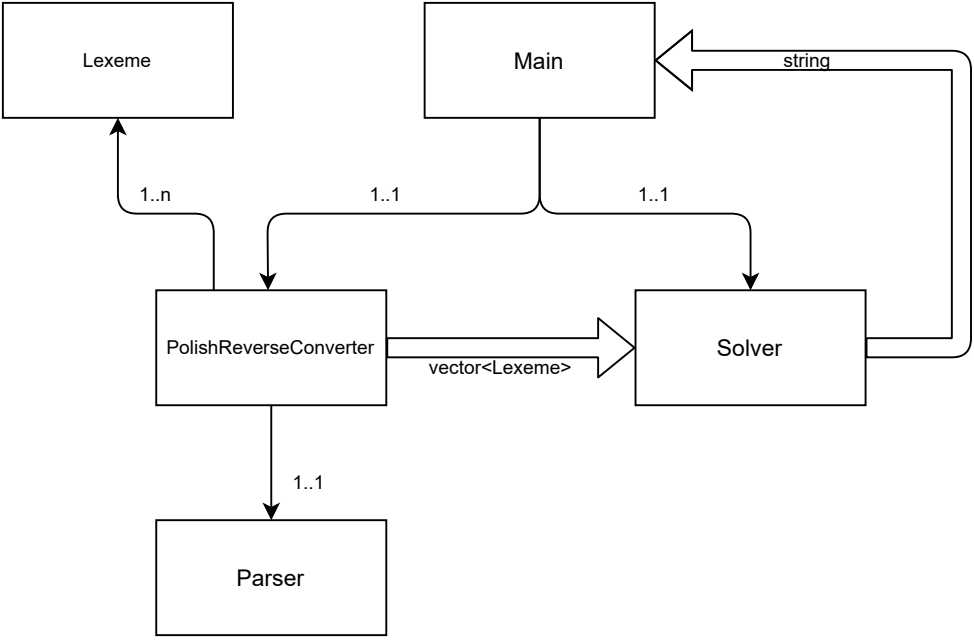 Lexeme
Main
string
1..n
1..1
1..1
PolishReverseConverter
vector<Lexeme>
Solver
1..1
Parser